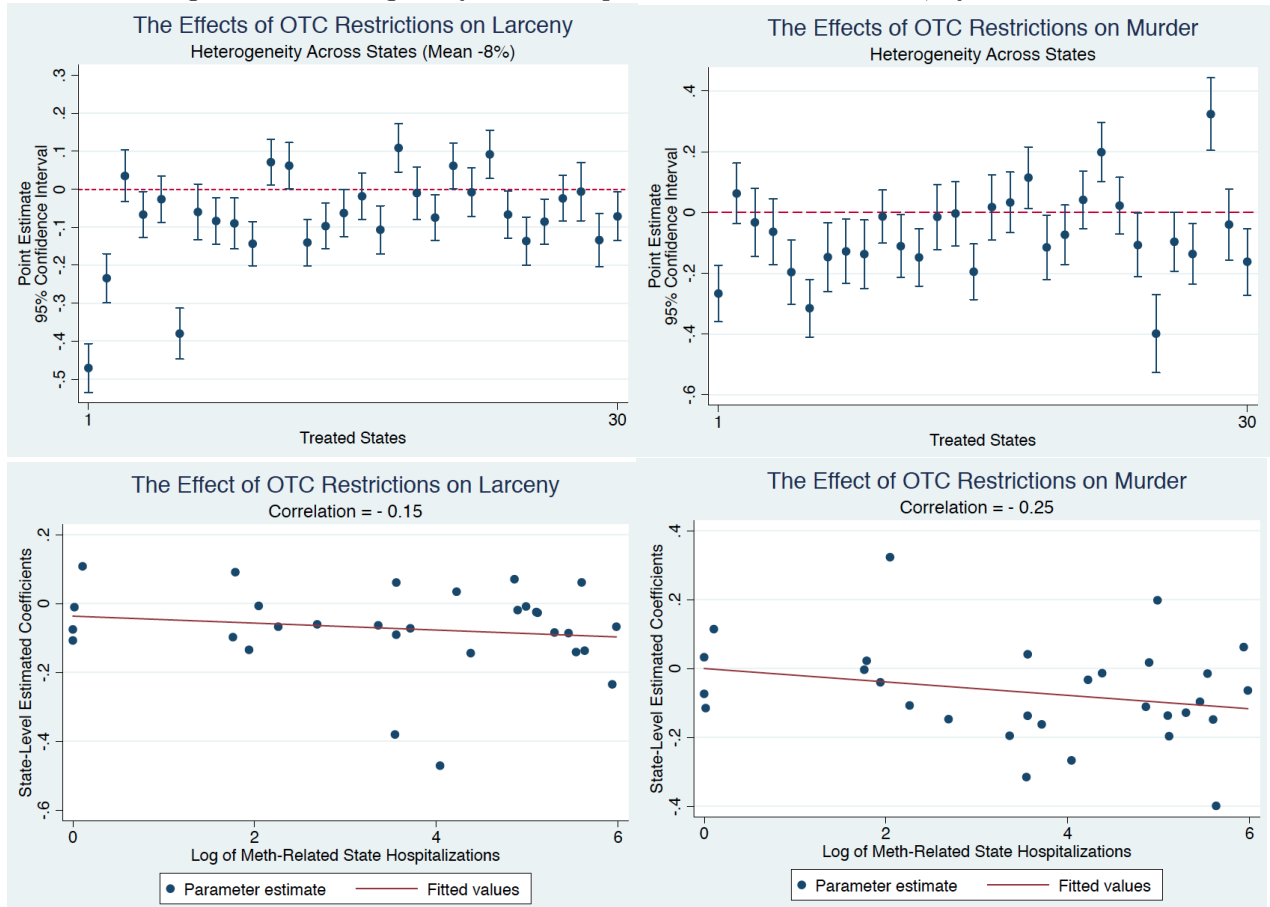 The Effects of OTC Restrictions on Larceny
Heterogeneity Across States (Mean -8%)
Point Estimate
95% Confidence Interval
.3
.2
.1
0
-.1
-.2
-.3
-.4
-.5
1
30
Treated States
The Effects of OTC Restrictions on Murder
Heterogeneity Across States
Point Estimate
95% Confidence Interval
.4
.2
0
-.2
-.4
-.6
1
30
Treated States
The Effect of OTC Restrictions on Larceny
Correlation = - 0.15
State-Level Estimated Coefficients
.2
0
-.2
-.4
-.6
0
2
4
6
Log of Meth-Related State Hospitalizations
Parameter estimate
Fitted values
The Effect of OTC Restrictions on Murder
Correlation = - 0.25
State-Level Estimated Coefficients
.4
.2
0
-.2
-.4
0
2
4
6
Log of Meth-Related State Hospitalizations
Parameter estimate
Fitted values